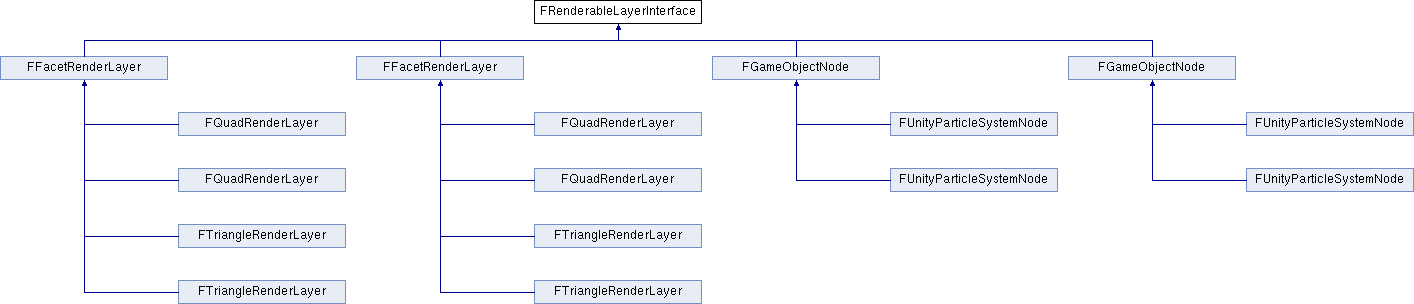 FRenderableLayerInterface
FFacetRenderLayer
FFacetRenderLayer
FGameObjectNode
FGameObjectNode
FQuadRenderLayer
FQuadRenderLayer
FUnityParticleSystemNode
FUnityParticleSystemNode
FQuadRenderLayer
FQuadRenderLayer
FUnityParticleSystemNode
FUnityParticleSystemNode
FTriangleRenderLayer
FTriangleRenderLayer
FTriangleRenderLayer
FTriangleRenderLayer